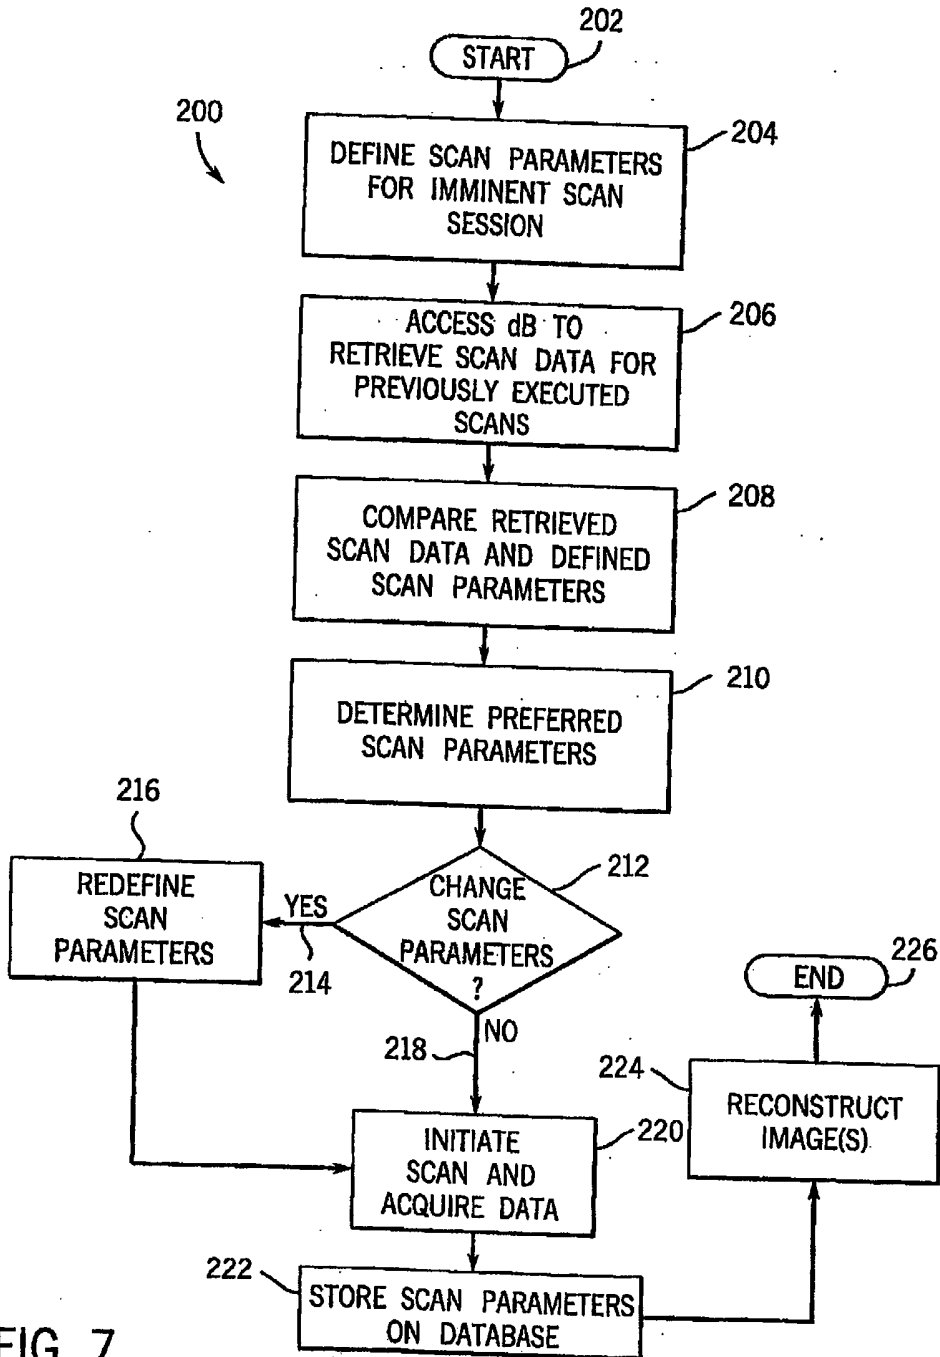 202
START
200
204
DEFINE SCAN PARAMETERS
FOR IMMINENT SCAN
SESSION
206
ACCESS dB TO
RETRIEVE SCAN DATA FOR
PREVIOUSLY EXECUTED
SCANS
208
COMPARE RETRIEVED
SCAN DATA AND DEFINED
SCAN PARAMETERS
210
DETERMINE PREFERRED
SCAN PARAMETERS
216
REDEFINE
SCAN
PARAMETERS
YES
214
212
CHANGE
SCAN
PARAMETERS
?
NO
218
226
END
224
RECONSTRUCT
IMAGE(S)
220
INITIATE
SCAN AND
ACQUIRE DATA
222
STORE SCAN PARAMETERS
ON DATABASE
FIG. 7